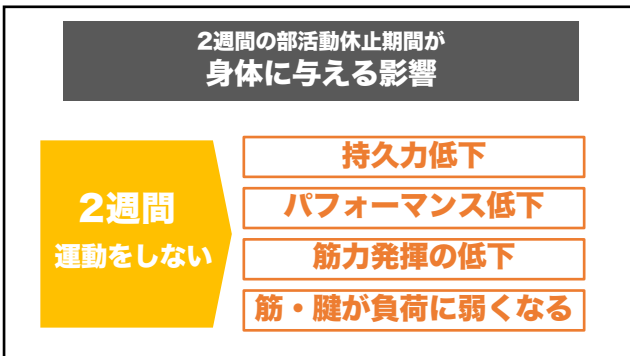 2週間の部活動休止期間が
身体に与える影響
2週間
運動をしない
持久力低下
パフォーマンス低下
筋力発揮の低下
筋・腱が負荷に弱くなる